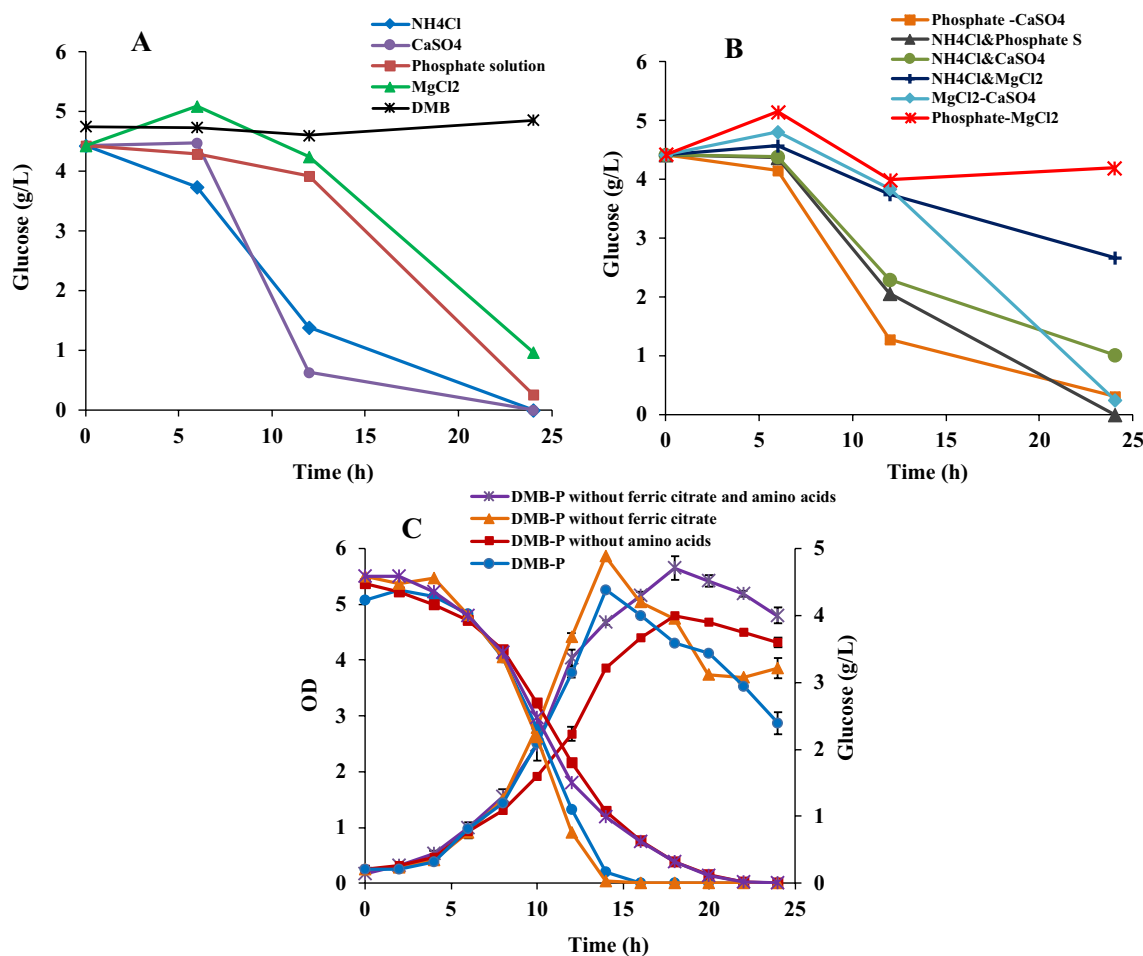 A
NH4Cl
CaSO4
Phosphate solution
MgCl2
DMB
6
5
4
3
2
1
0
Glucose (g/L)
0 5 10 15 20 25
Time (h)
B
Phosphate -CaSO4
NH4Cl&Phosphate S
NH4Cl&CaSO4
NH4Cl&MgCl2
MgCl2-CaSO4
Phosphate-MgCl2
6
5
4
3
2
1
0
Glucose (g/L)
0 5 10 15 20 25
Time (h)
C
DMB-P without ferric citrate and amino acids
DMB-P without ferric citrate
DMB-P without amino acids
DMB-P
6
5
4
3
2
1
0
OD
5
4
3
2
1
0
Glucose (g/L)
0 5 10 15 20 25
Time (h)